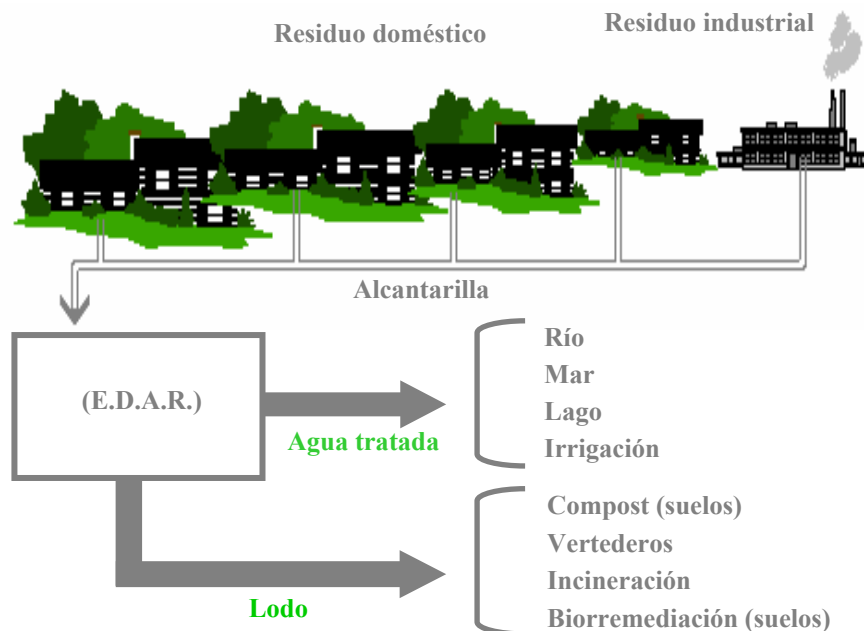 Residuo doméstico
Residuo industrial
Alcantarilla
(E.D.A.R.)
Agua tratada
Río
Mar
Lago
Irrigación
Lodo
Compost (suelos)
Vertederos
Incineración
Biorremediación (suelos)